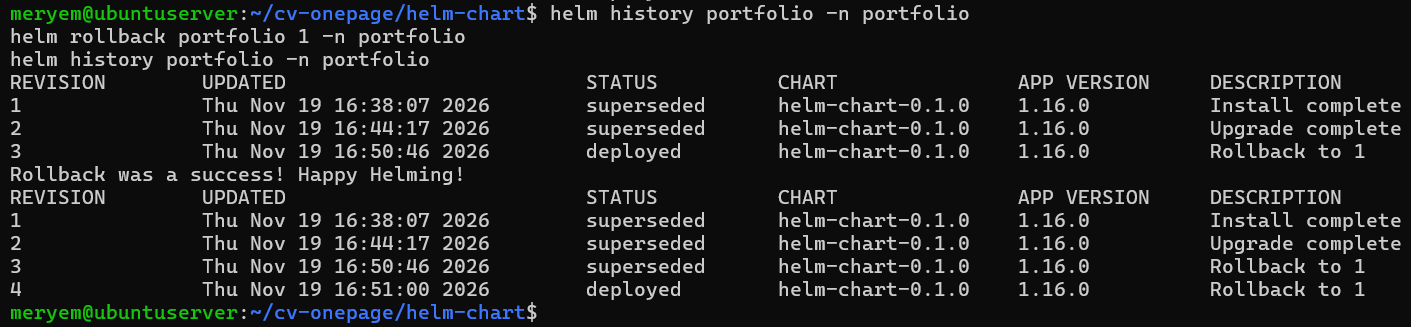 meryem@ubuntuserver:~/cv-onepage/helm-chart$ helm history portfolio -n portfolio
helm rollback portfolio 1 -n portfolio
helm history portfolio -n portfolio
REVISION        UPDATED                         STATUS          CHART               APP VERSION     DESCRIPTION
1               Thu Nov 19 16:38:07 2026        superseded      helm-chart-0.1.0    1.16.0          Install complete
2               Thu Nov 19 16:44:17 2026        superseded      helm-chart-0.1.0    1.16.0          Upgrade complete
3               Thu Nov 19 16:50:46 2026        deployed        helm-chart-0.1.0    1.16.0          Rollback to 1
Rollback was a success! Happy Helming!
REVISION        UPDATED                         STATUS          CHART               APP VERSION     DESCRIPTION
1               Thu Nov 19 16:38:07 2026        superseded      helm-chart-0.1.0    1.16.0          Install complete
2               Thu Nov 19 16:44:17 2026        superseded      helm-chart-0.1.0    1.16.0          Upgrade complete
3               Thu Nov 19 16:50:46 2026        superseded      helm-chart-0.1.0    1.16.0          Rollback to 1
4               Thu Nov 19 16:51:00 2026        deployed        helm-chart-0.1.0    1.16.0          Rollback to 1
meryem@ubuntuserver:~/cv-onepage/helm-chart$